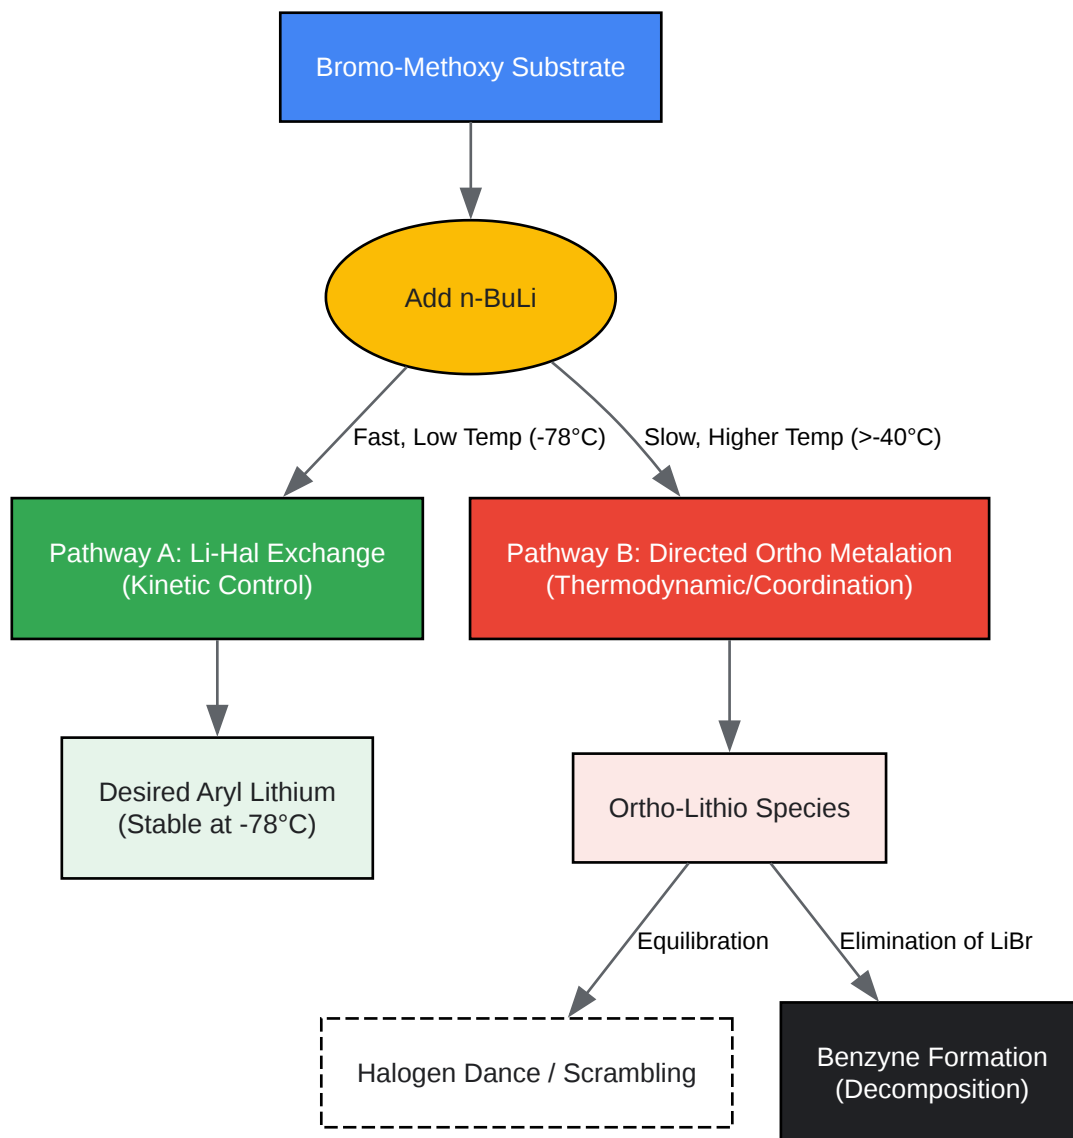 Bromo-Methoxy Substrate
Add n-BuLi
Fast, Low Temp (-78°C)
Slow, Higher Temp (>-40°C)
Pathway A: Li-Hal Exchange
(Kinetic Control)
Pathway B: Directed Ortho Metalation
(Thermodynamic/Coordination)
Desired Aryl Lithium
(Stable at -78°C)
Ortho-Lithio Species
Equilibration
Elimination of LiBr
Halogen Dance / Scrambling
Benzyne Formation
(Decomposition)